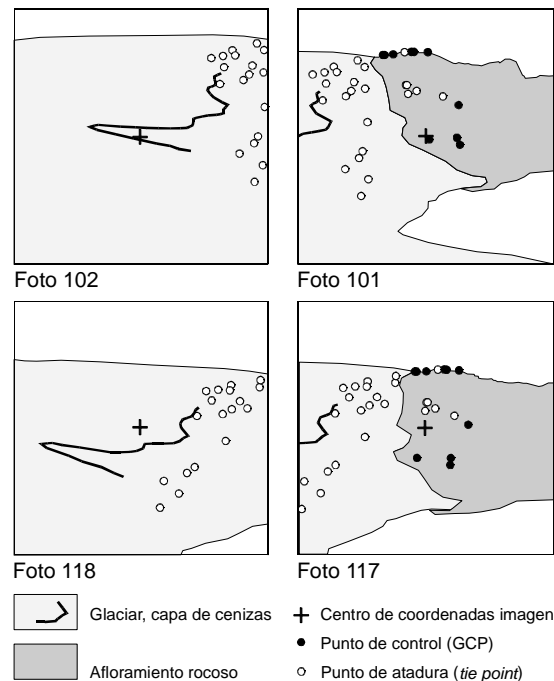 Foto 102
Foto 101
Foto 118
Foto 117
Glaciar, capa de cenizas
Centro de coordenadas imagen
Punto de control (GCP)
Afloramiento rocoso
Punto de atadura (tie point)